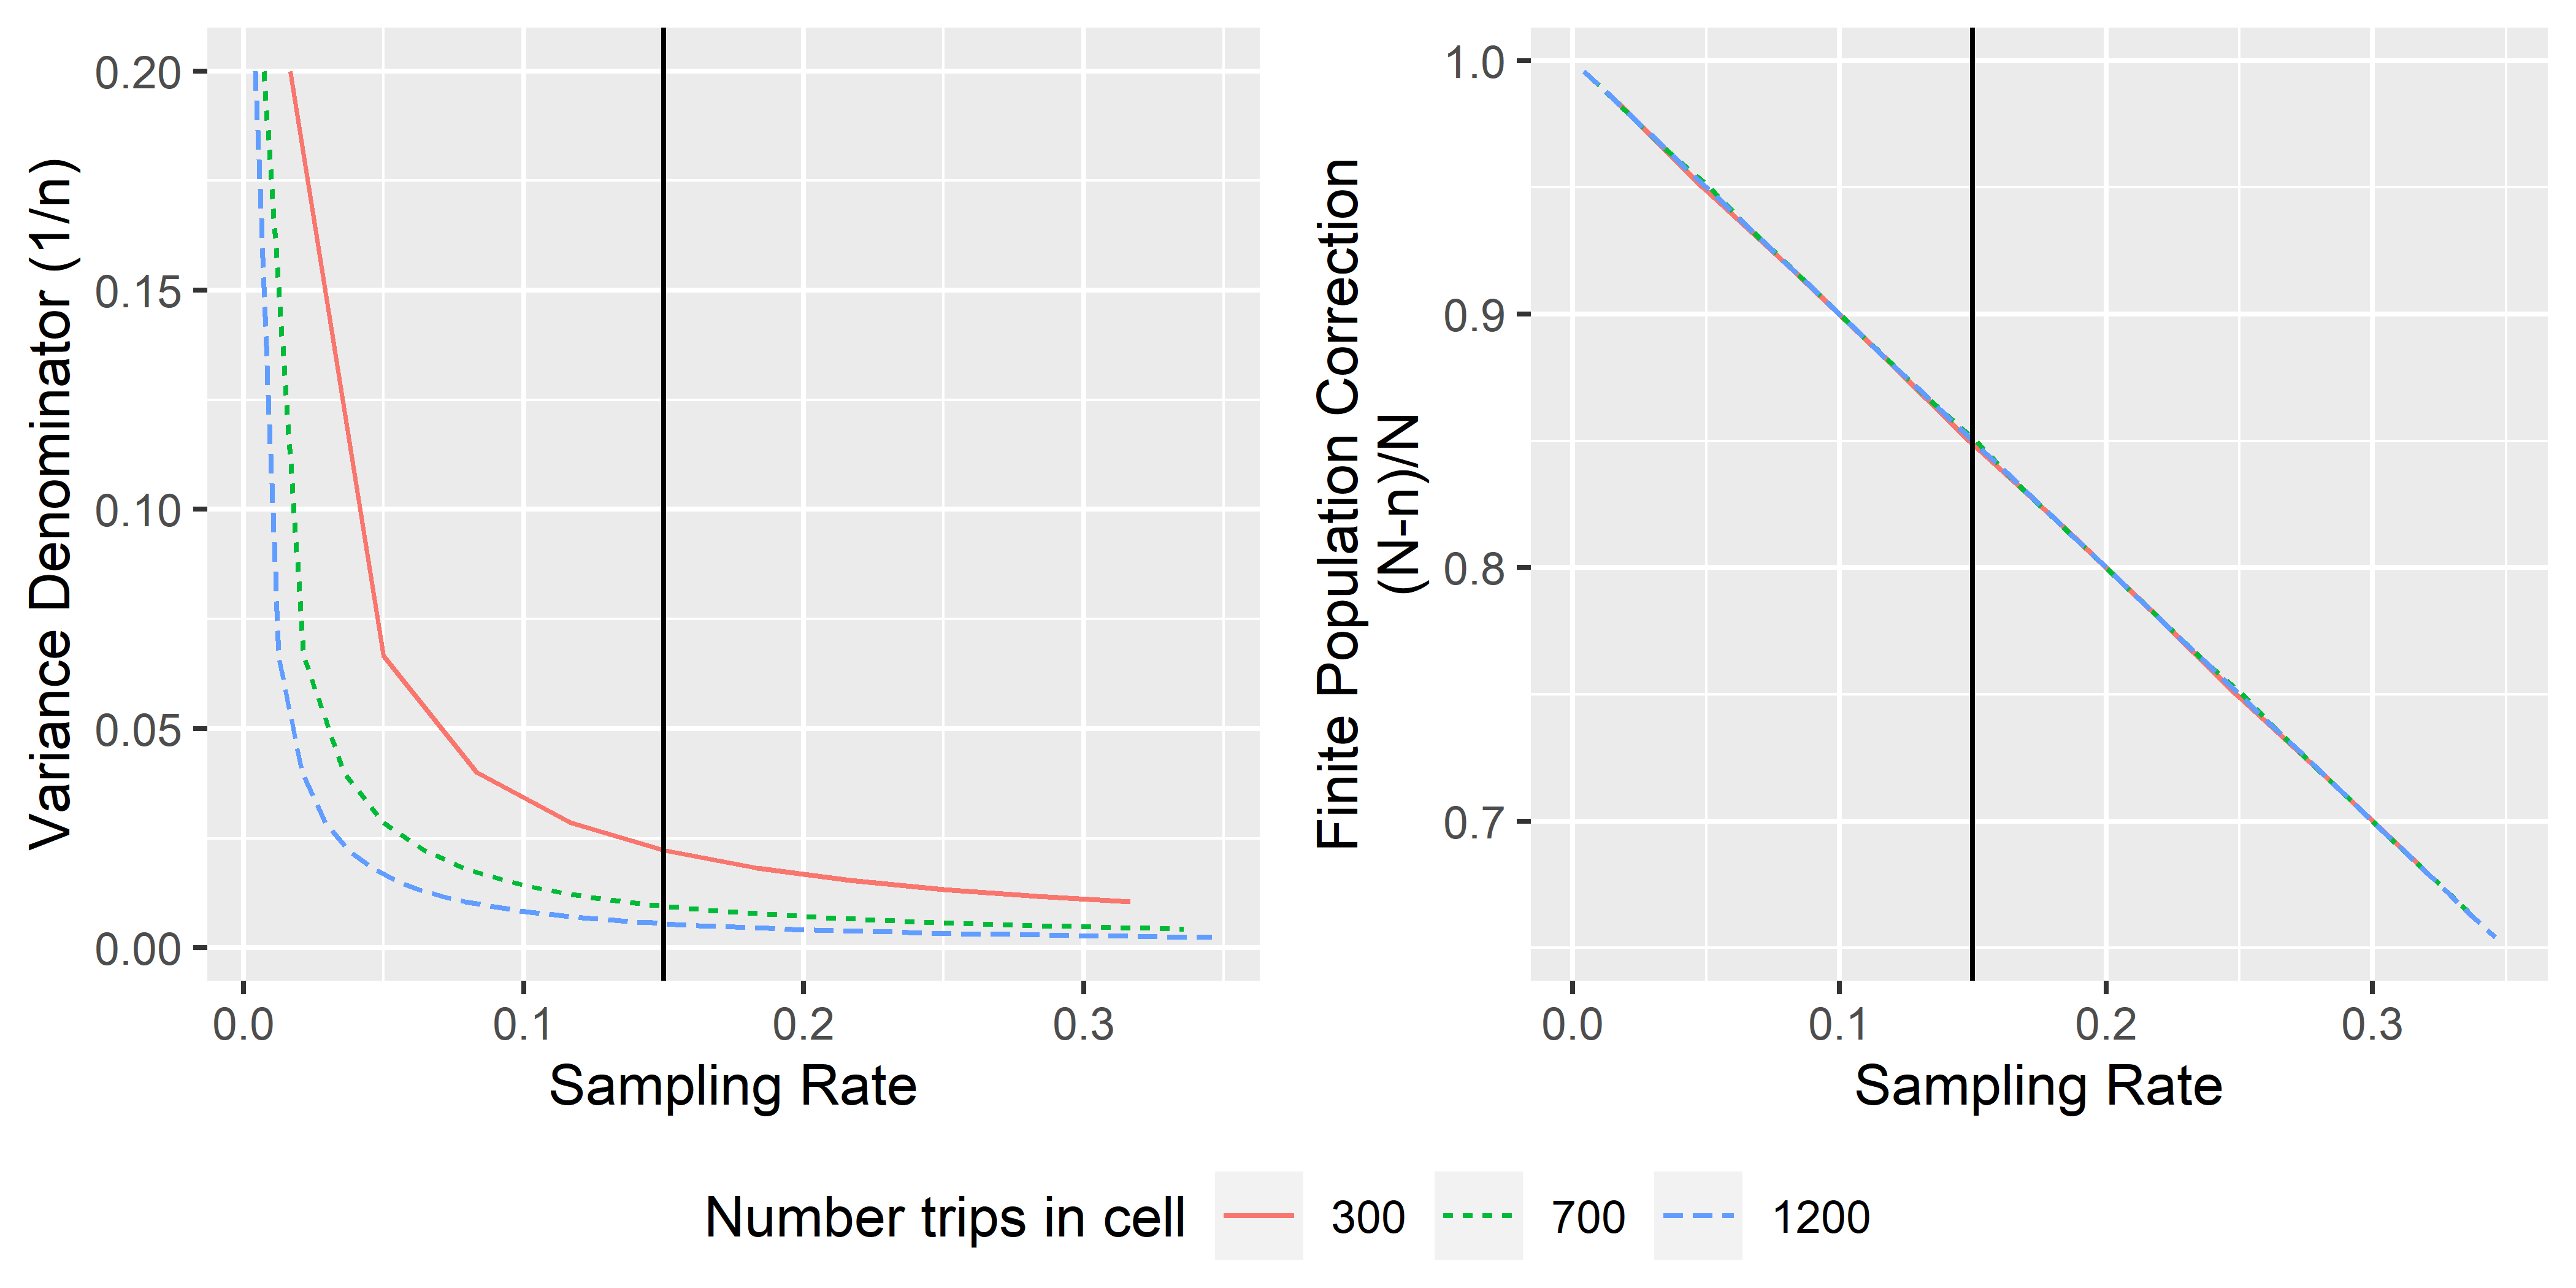 Variance Denominator (1/n)
0.20
0.15
0.10
0.05
0.00
0.0 0.1 0.2 0.3
Sampling Rate
Finite Population Correction
(N-n)/N
1.0
0.9
0.8
0.7
0.0 0.1 0.2 0.3
Sampling Rate
Number trips in cell 300 700 1200